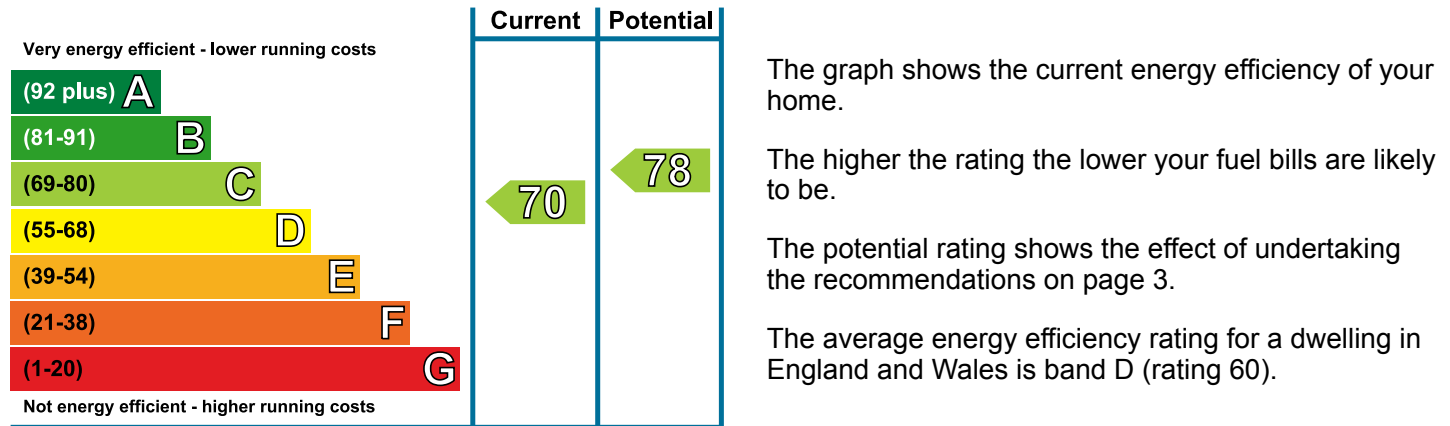 Current Potential
Very energy efficient - lower running costs
(92 plus) A
(81-91) B
(69-80) C
(55-68) D
(39-54) E
(21-38) F
(1-20) G
Not energy efficient - higher running costs
70
78
The graph shows the current energy efficiency of your
home.
The higher the rating the lower your fuel bills are likely
to be.
The potential rating shows the effect of undertaking
the recommendations on page 3.
The average energy efficiency rating for a dwelling in
England and Wales is band D (rating 60).